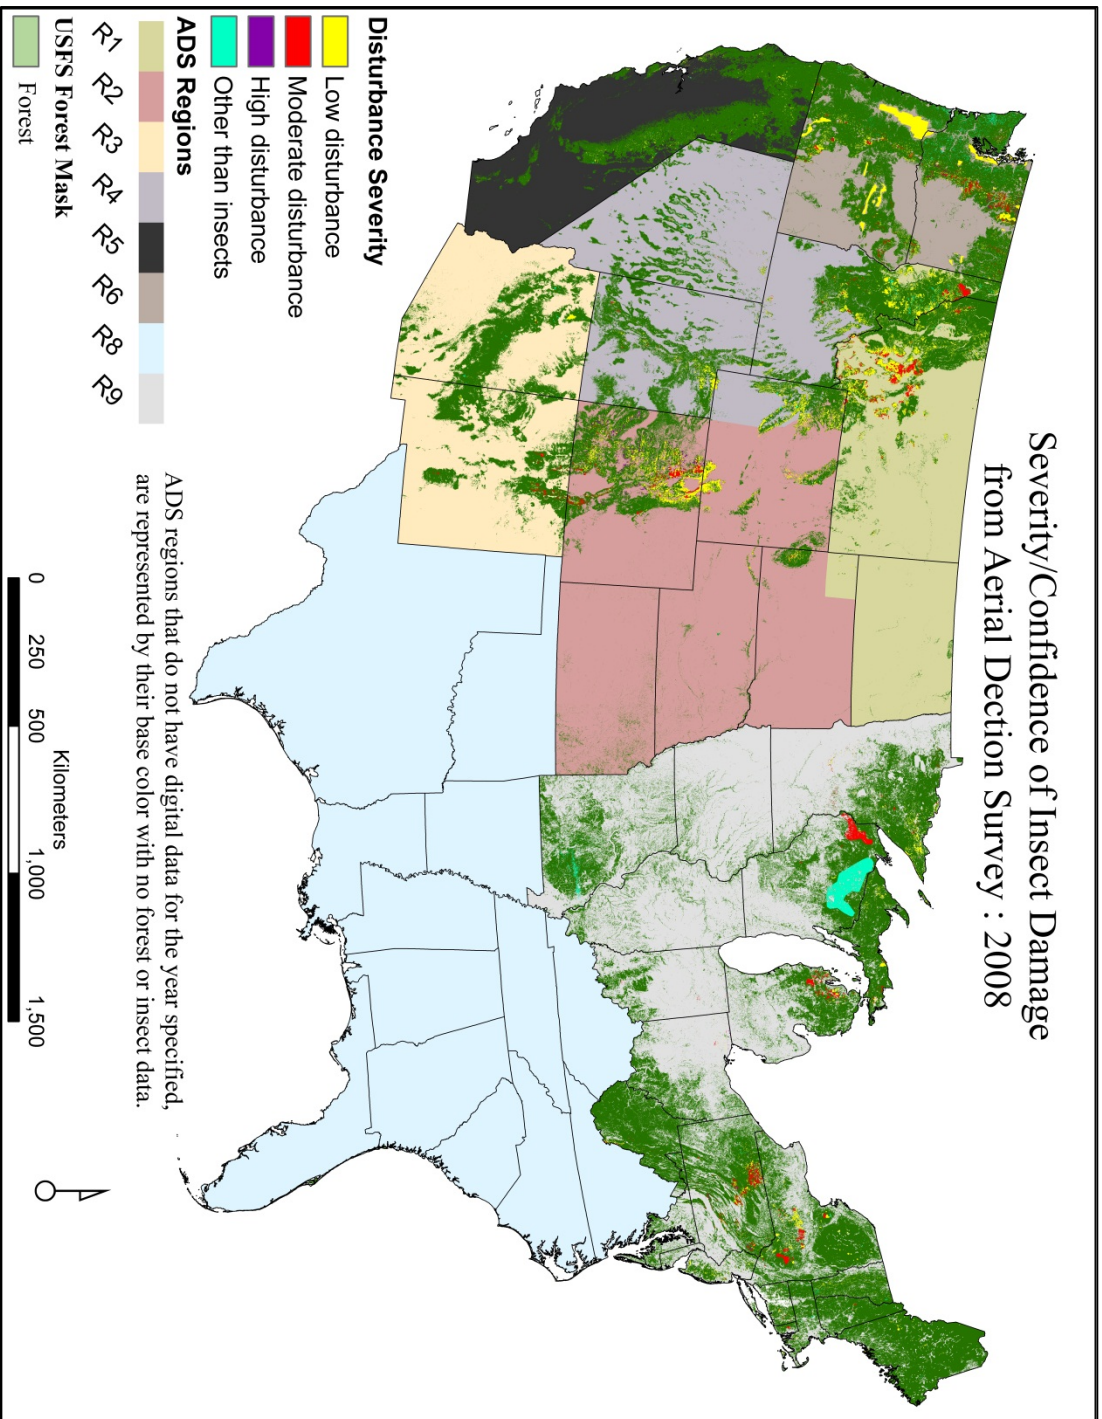 Severity/Confidence of Insect Damage
from Aerial Dection Survey : 2008
Disturbance Severity
Low disturbance
Moderate disturbance
High disturbance
Other than insects
ADS Regions
R1 R2 R3 R4 R5 R6 R8 R9
USFS Forest Mask
Forest
ADS regions that do not have digital data for the year specified,
are represented by their base color with no forest or insect data.
0 250 500 1,000 1,500
Kilometers